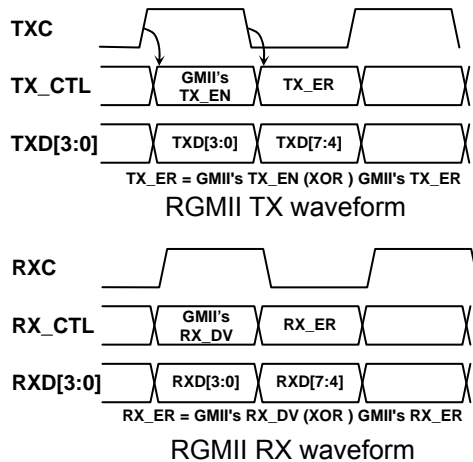 TXC
TX_CTL GMII's TX_EN TX_ER
TXD[3:0] TXD[3:0] TXD[7:4]
TX_ER = GMII's TX_EN (XOR ) GMII's TX_ER
RGMII TX waveform
RXC
RX_CTL GMII's RX_DV RX_ER
RXD[3:0] RXD[3:0] RXD[7:4]
RX_ER = GMII's RX_DV (XOR ) GMII's RX_ER
RGMII RX waveform